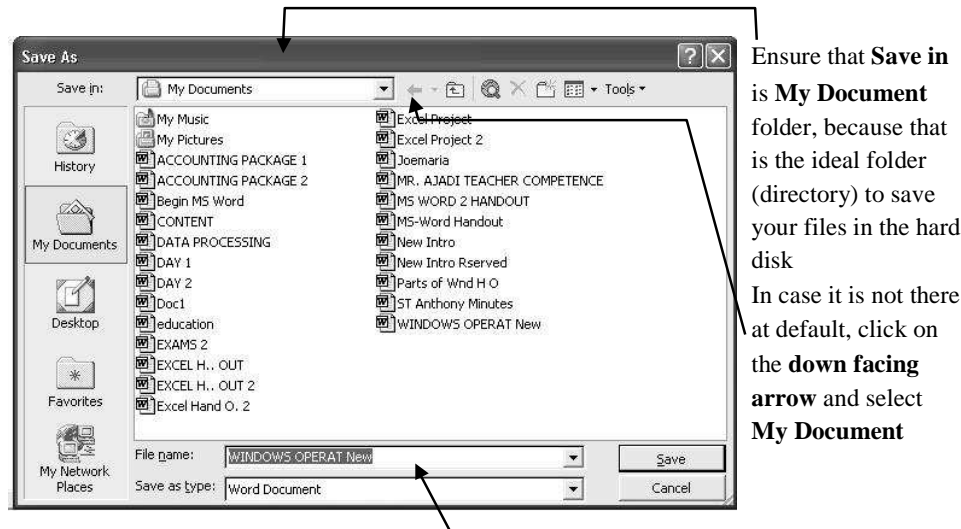 Save As
Save in:
My Documents
Tools
History
My Documents
Desktop
Favorites
My Network
Places
My Music
My Pictures
ACCOUNTING PACKAGE 1
ACCOUNTING PACKAGE 2
Begin MS Word
CONTENT
DATA PROCESSING
DAY 1
DAY 2
Doc1
education
EXAMS 2
EXCEL H.. OUT
EXCEL H.. OUT 2
Excel Hand O. 2
Excel Project
Excel Project 2
Joemaria
MR. AJADI TEACHER COMPETENCE
MS WORD 2 HANDOUT
MS-Word Handout
New Intro
New Intro Rserved
Parts of Wnd H O
ST Anthony Minutes
WINDOWS OPERAT New
File name:
WINDOWS OPERAT New
Save
Save as type:
Word Document
Cancel
Ensure that Save in
is My Document
folder, because that
is the ideal folder
(directory) to save
your files in the hard
disk
In case it is not there
at default, click on
the down facing
arrow and select
My Document